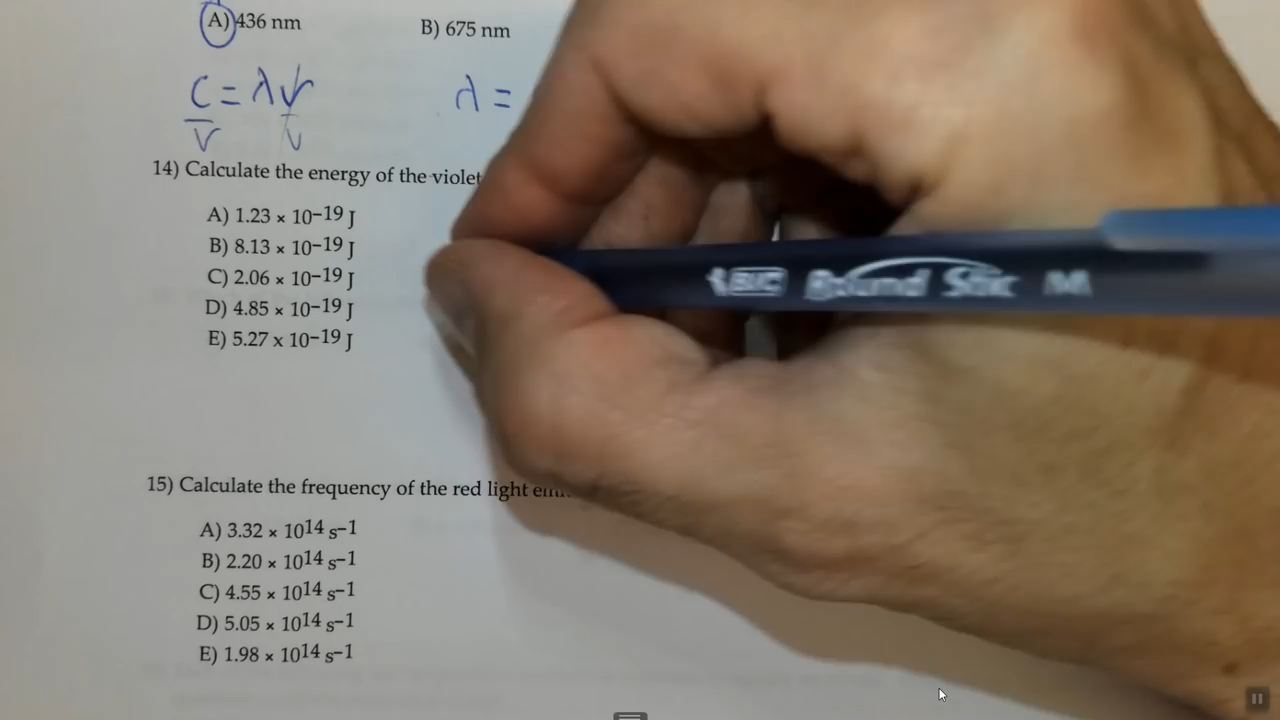 A) 436 nm B) 675 nm
C = λν λ =
ν ν
14) Calculate the energy of the violet
A) 1.23 × 10−19 J
B) 8.13 × 10−19 J
C) 2.06 × 10−19 J
D) 4.85 × 10−19 J
E) 5.27 x 10−19 J
BIC Round Stic M
15) Calculate the frequency of the red light
A) 3.32 × 1014 s−1
B) 2.20 × 1014 s−1
C) 4.55 × 1014 s−1
D) 5.05 × 1014 s−1
E) 1.98 × 1014 s−1